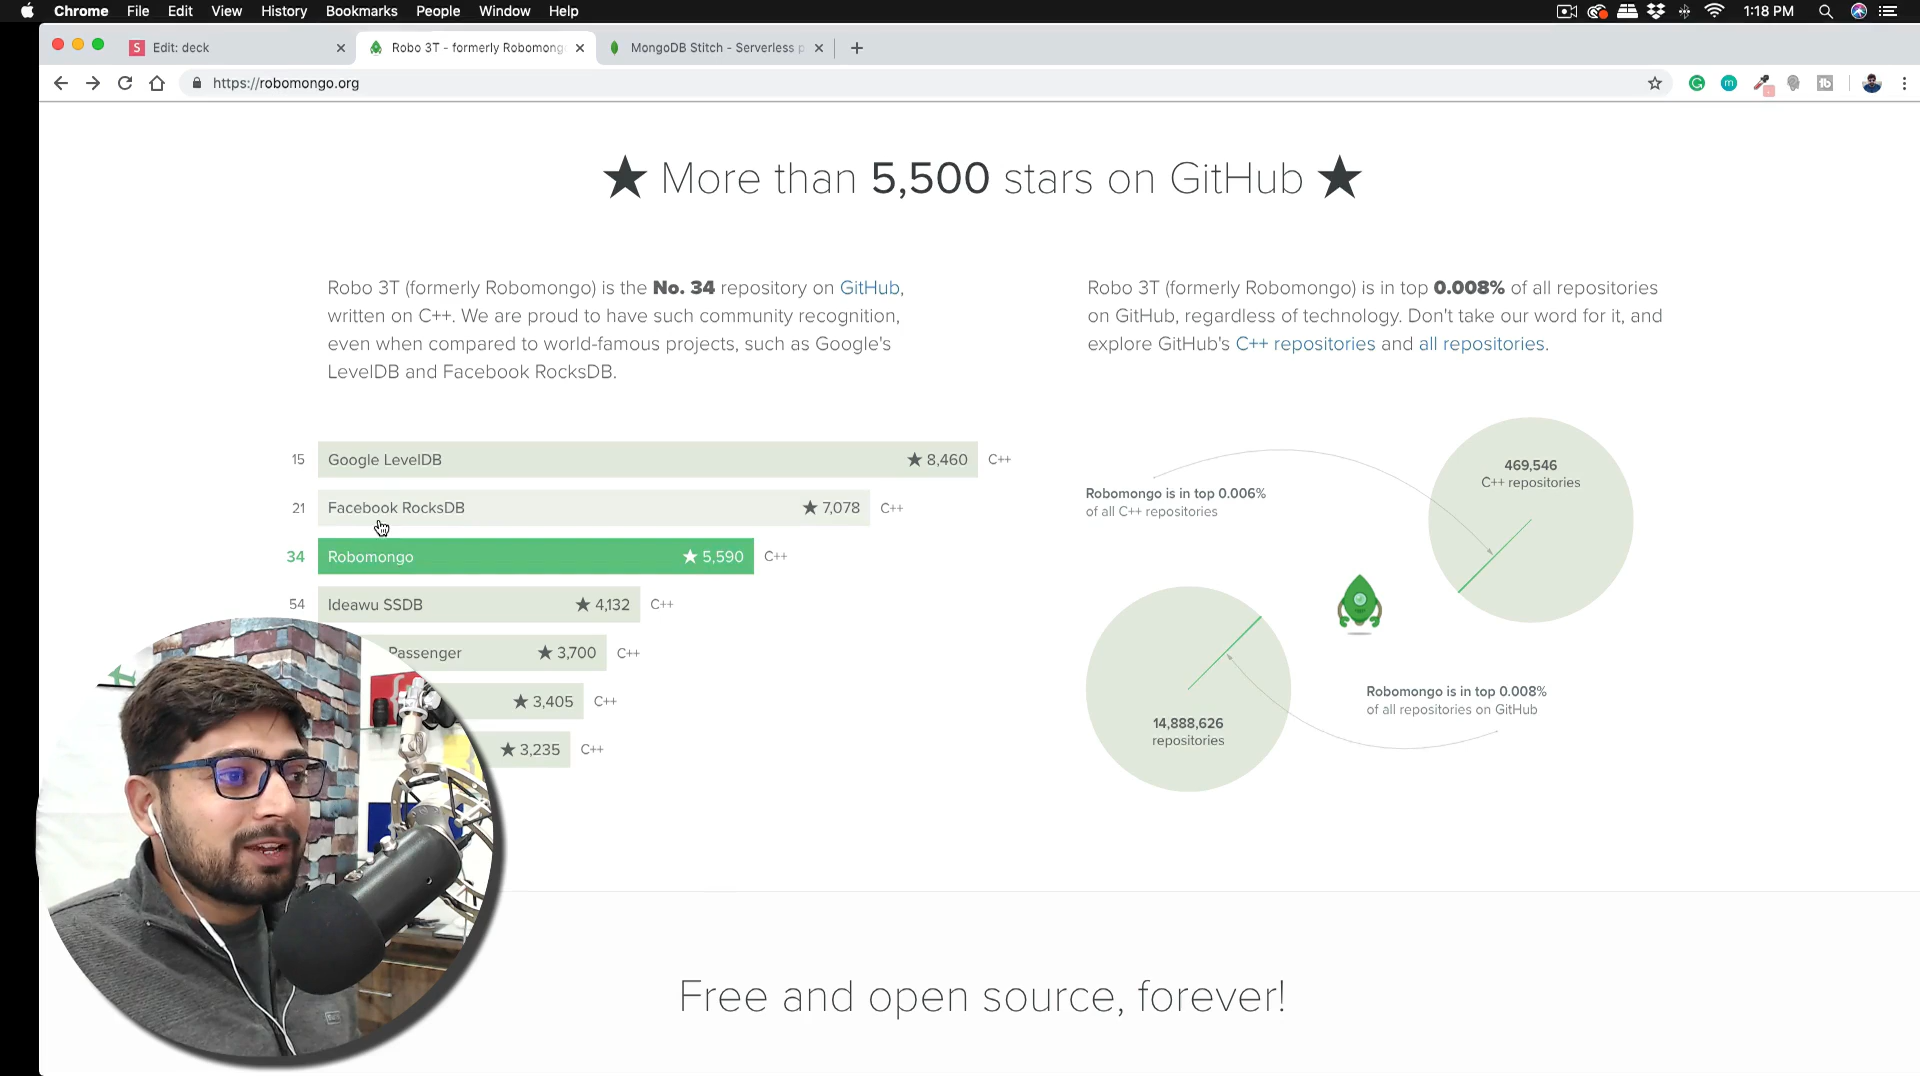 Chrome File Edit View History Bookmarks People Window Help 1:18 PM
S Edit: deck Robo 3T - formerly Robomong MongoDB Stitch - Serverless p
https://robomongo.org
★ More than 5,500 stars on GitHub ★
Robo 3T (formerly Robomongo) is the No. 34 repository on GitHub,
written on C++. We are proud to have such community recognition,
even when compared to world-famous projects, such as Google's
LevelDB and Facebook RocksDB.
Robo 3T (formerly Robomongo) is in top 0.008% of all repositories
on GitHub, regardless of technology. Don't take our word for it, and
explore GitHub's C++ repositories and all repositories.
15 Google LevelDB ★ 8,460 C++
21 Facebook RocksDB ★ 7,078 C++
34 Robomongo ★ 5,590 C++
54 Ideawu SSDB ★ 4,132 C++
Passenger ★ 3,700 C++
★ 3,405 C++
★ 3,235 C++
469,546
C++ repositories
Robomongo is in top 0.006%
of all C++ repositories
Robomongo is in top 0.008%
of all repositories on GitHub
14,888,626
repositories
Free and open source, forever!